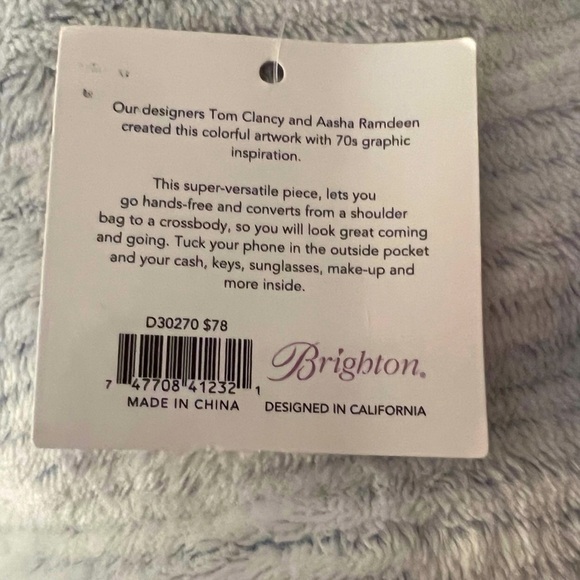 Our designers Tom Clancy and Aasha Ramdeen
created this colorful artwork with 70s graphic
inspiration.
This super-versatile piece, lets you
go hands-free and converts from a shoulder
bag to a crossbody, so you will look great coming
and going. Tuck your phone in the outside pocket
and your cash, keys, sunglasses, make-up and
more inside.
D30270 $78
7 47708 41232 1
Brighton®
MADE IN CHINA
DESIGNED IN CALIFORNIA